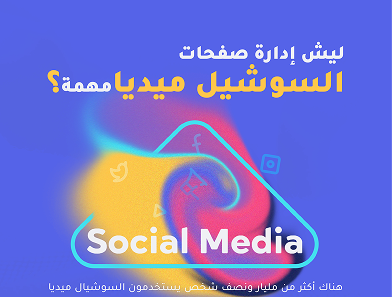 ليش إدارة صفحات
السوشيل ميديا مهمة؟
Social Media
هناك أكثر من مليار ونصف شخص يستخدمون السوشيال ميديا